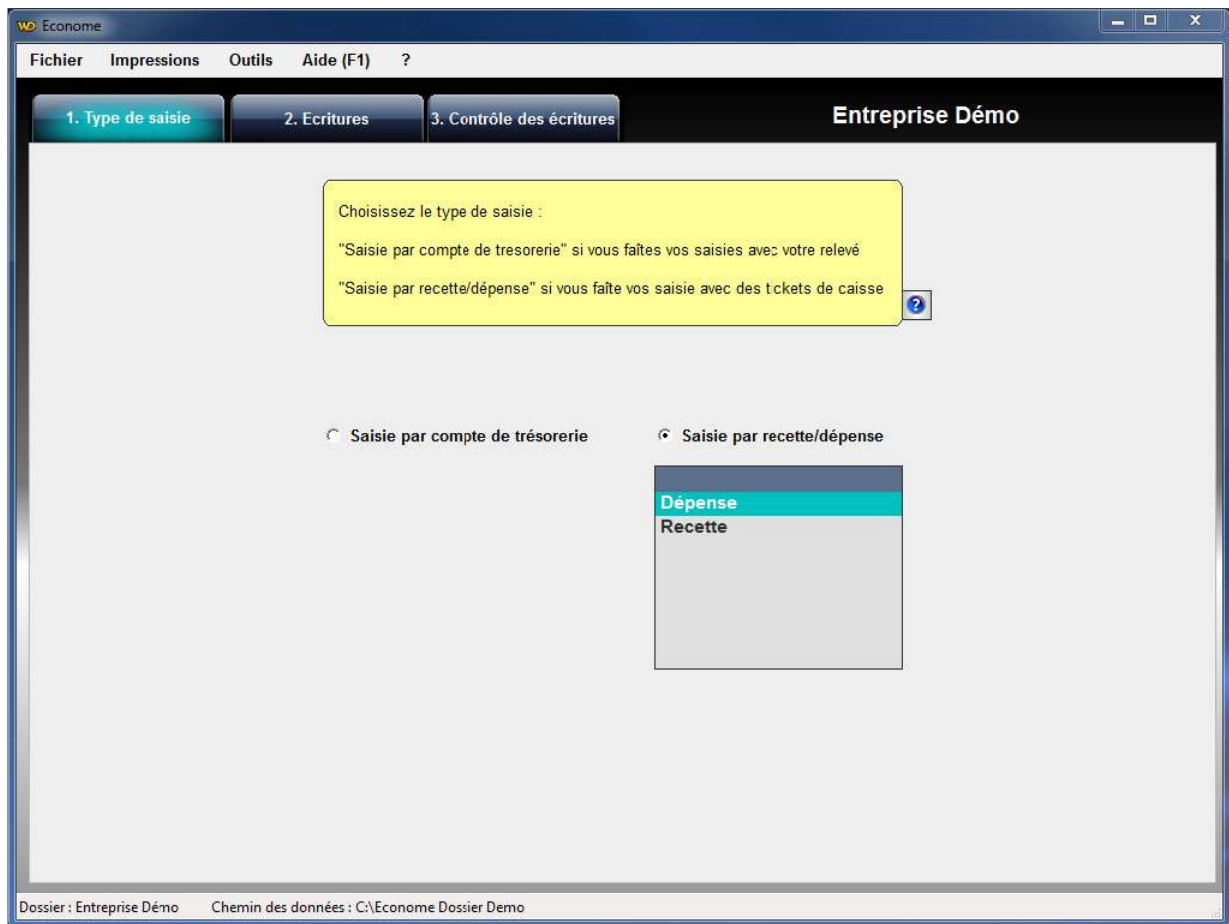 WD Econome
Fichier Impressions Outils Aide (F1) ?
1. Type de saisie 2. Ecritures 3. Contrôle des écritures Entreprise Démo
Choisissez le type de saisie :
"Saisie par compte de tresorerie" si vous faîtes vos saisies avec votre relevé
"Saisie par recette/dépense" si vous faîte vos saisie avec des tickets de caisse
?
Saisie par compte de trésorerie Saisie par recette/dépense
Dépense
Recette
Dossier : Entreprise Démo Chemin des données : C:\Econome Dossier Demo